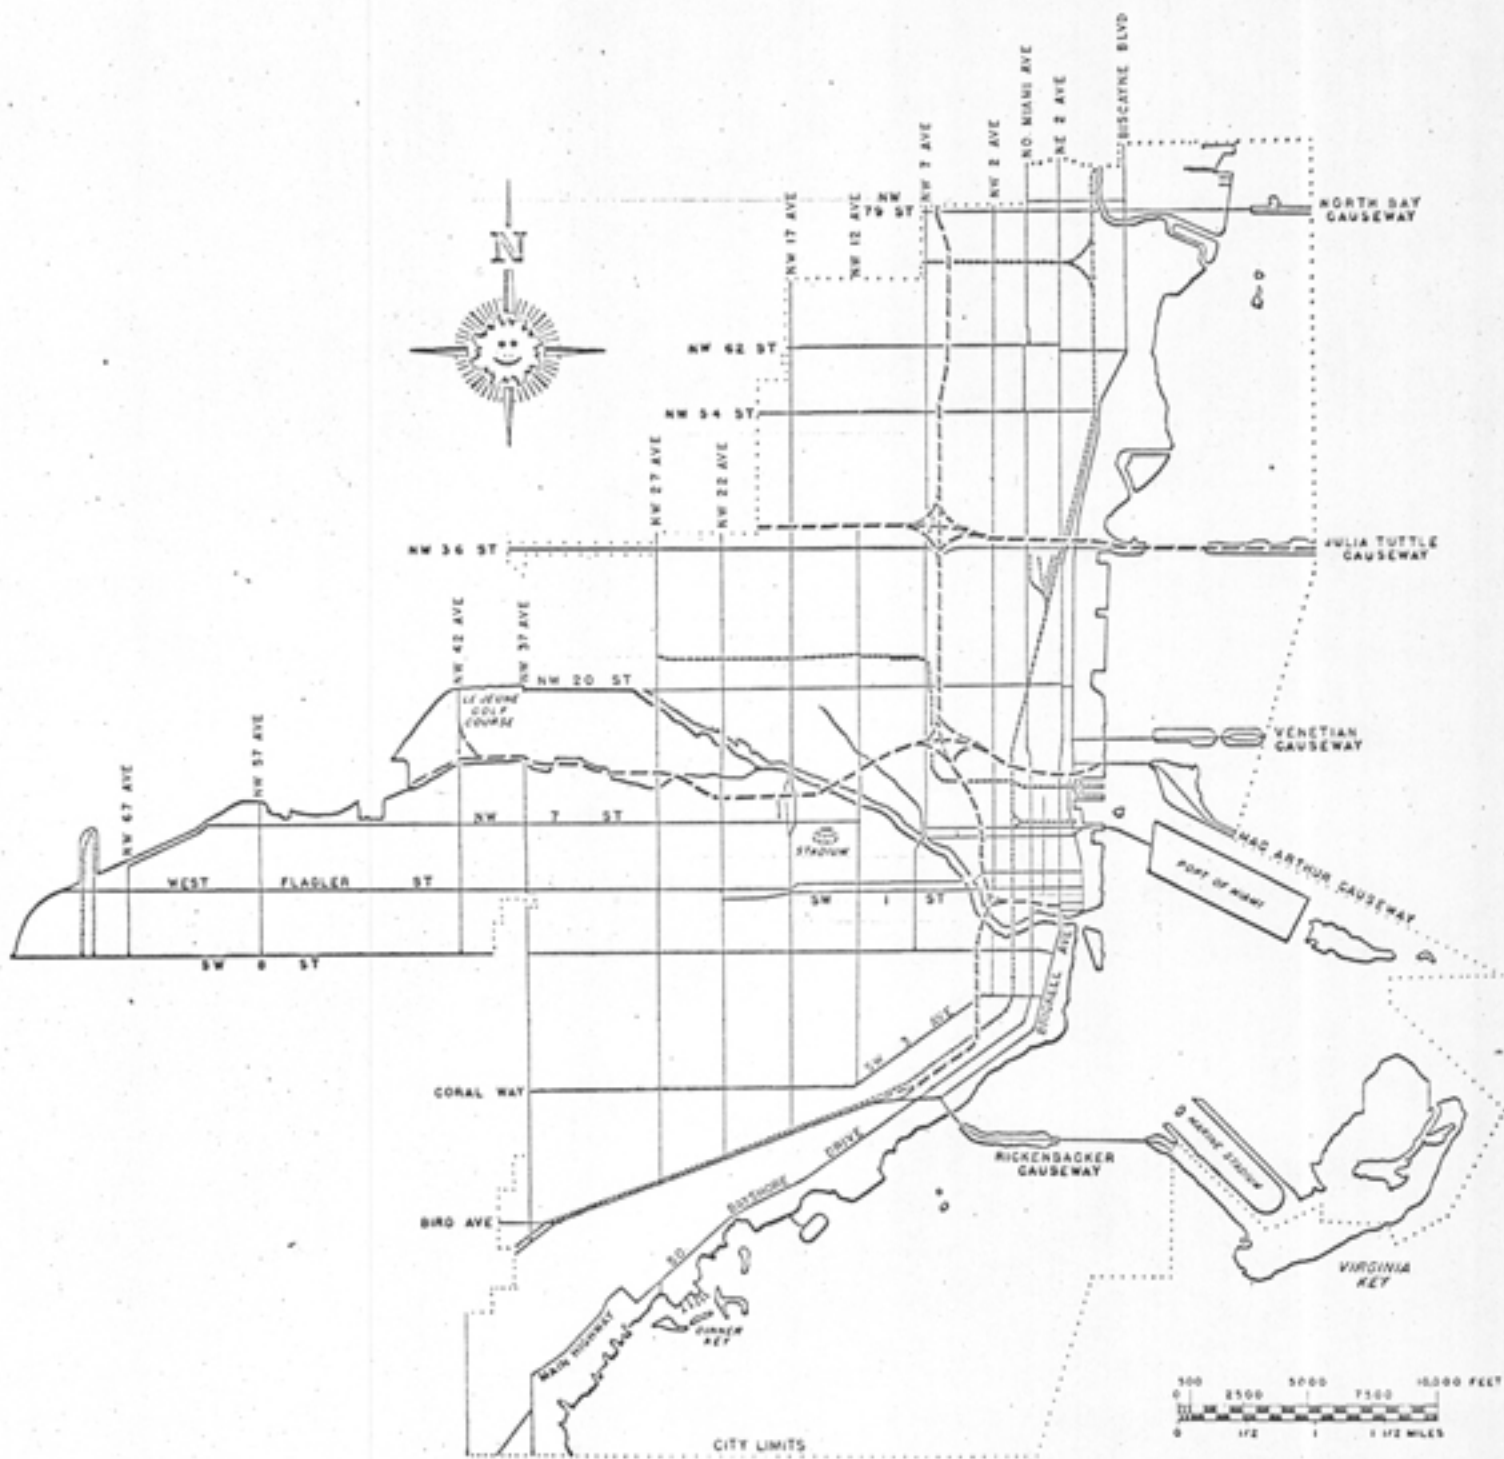 BISCAYNE BLVD
NO. MIAMI AVE
NE 2 AVE
NW 2 AVE
NW 7 AVE
NW 12 AVE
NW 17 AVE
NW
79 ST
NORTH BAY
CAUSEWAY
N
NW 62 ST
NW 54 ST
NW 27 AVE
NW 22 AVE
NW 36 ST
JULIA TUTTLE
CAUSEWAY
NW 42 AVE
NW 37 AVE
NW 20 ST
LE JEUNE
GOLF
COURSE
NW 57 AVE
NW 67 AVE
VENETIAN
CAUSEWAY
NW 7 ST
STADIUM
MAC ARTHUR CAUSEWAY
PORT OF MIAMI
WEST FLAGLER ST
SW 1 ST
SW 8 ST
BRICKELL AVE
SW 3 AVE
CORAL WAY
MARINE STADIUM
RICKENBACKER
CAUSEWAY
BIRD AVE
SO BAYSHORE DRIVE
VIRGINIA
KEY
DINNER
KEY
MAIN HIGHWAY
CITY LIMITS
500 5000 10,000 FEET
0 2500 7500
0 1/2 1 1 1/2 MILES